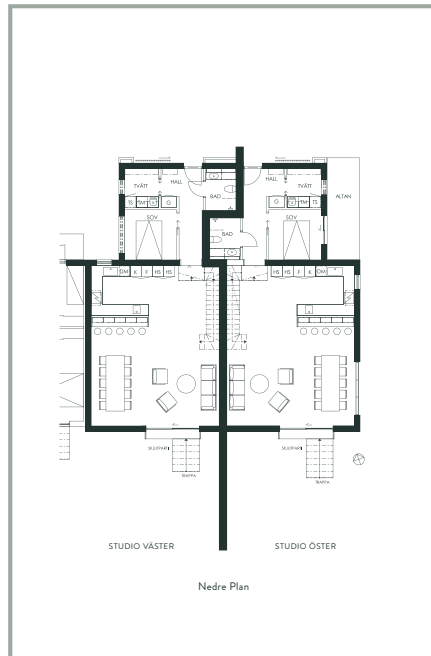 HALL HALL
TVÄTT TVÄTT
BAD ALTAN
TS TM G G TM TS
SOV SOV
BAD
DM K F HS HS HS HS F K DM
SKJUTPARTI SKJUTPARTI
TRAPPA TRAPPA
STUDIO VÄSTER STUDIO ÖSTER
Nedre Plan